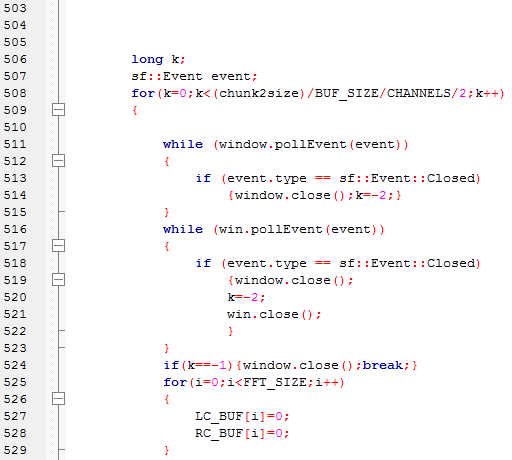 503
504
505
506 long k;
507 sf::Event event;
508 for(k=0;k<(chunk2size)/BUF_SIZE/CHANNELS/2;k++)
509 {
510
511 while (window.pollEvent(event))
512 {
513 if (event.type == sf::Event::Closed)
514 {window.close();k=-2;}
515 }
516 while (win.pollEvent(event))
517 {
518 if (event.type == sf::Event::Closed)
519 {window.close();
520 k=-2;
521 win.close();
522 }
523 }
524 if(k==-1){window.close();break;}
525 for(i=0;i<FFT_SIZE;i++)
526 {
527 LC_BUF[i]=0;
528 RC_BUF[i]=0;
529 }